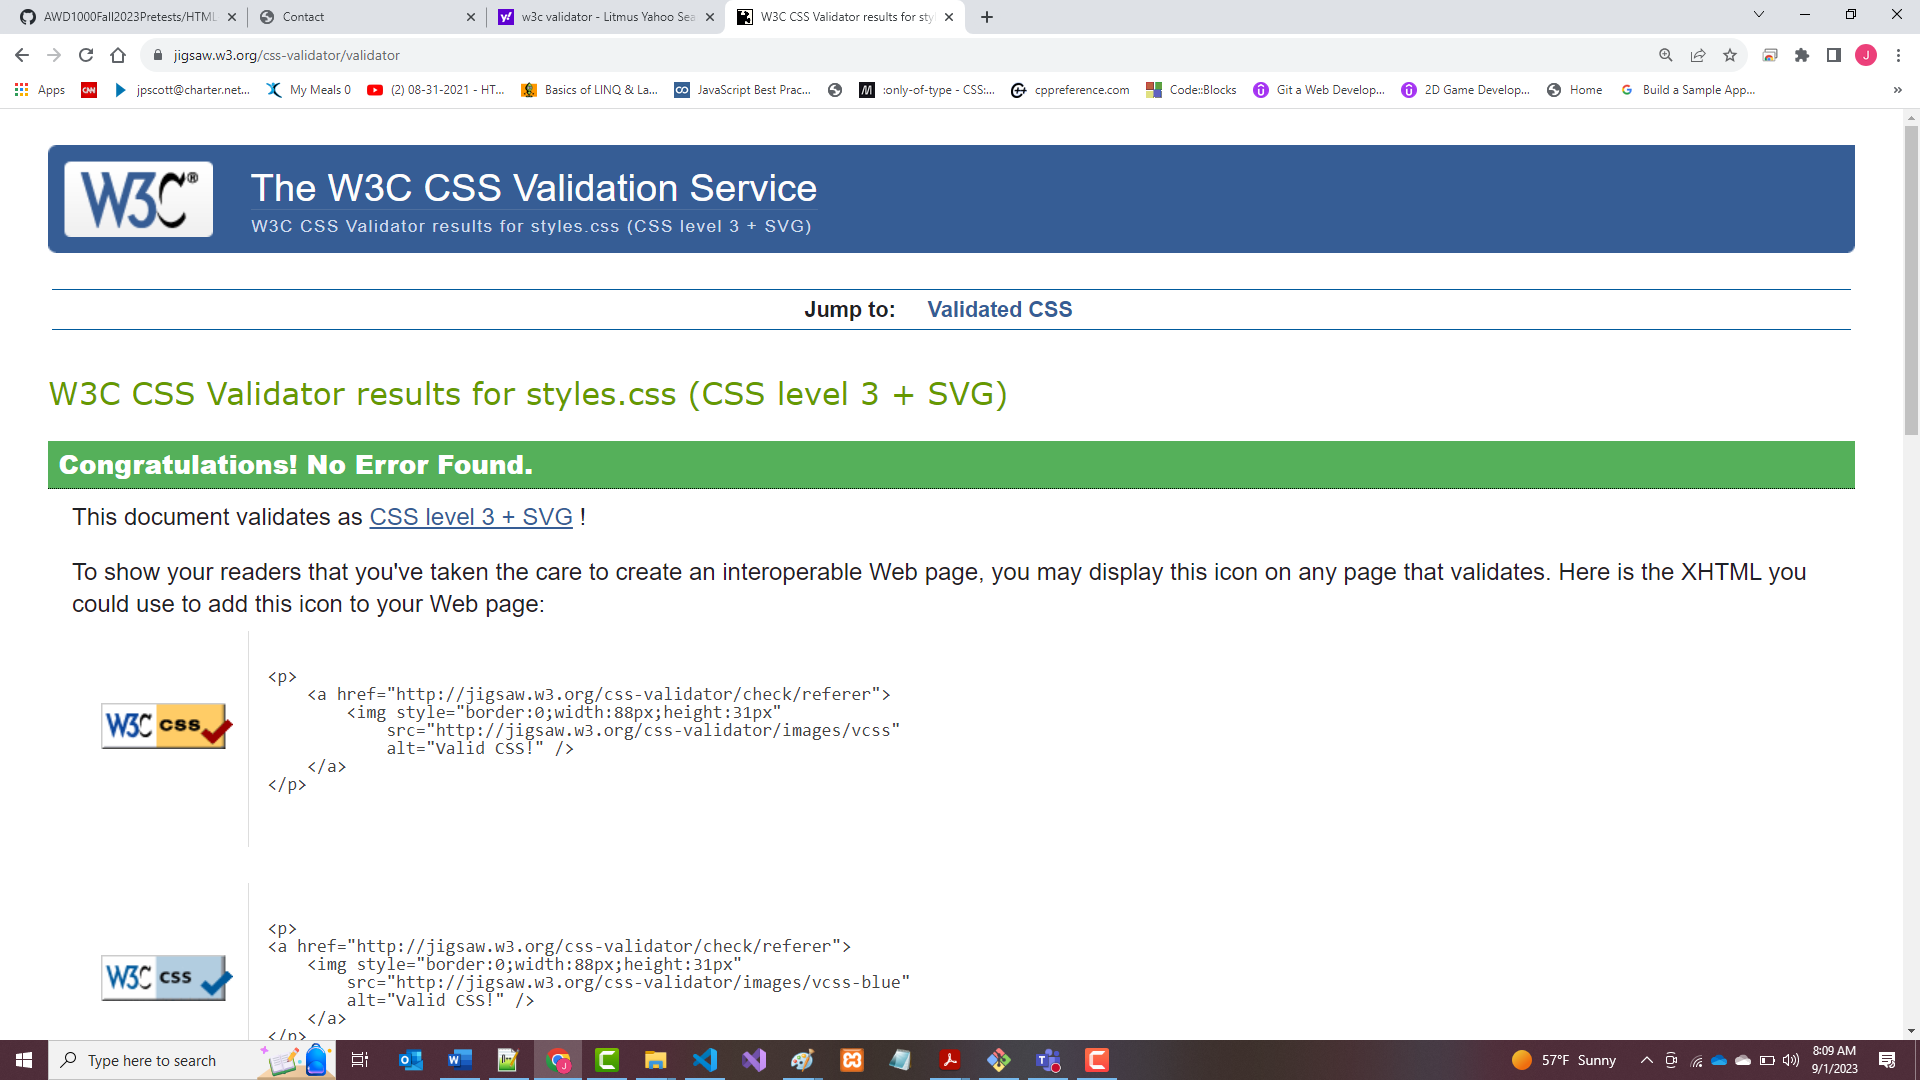 AWD1000Fall2023Pretests/HTML
Contact
w3c validator - Litmus Yahoo Sea
W3C CSS Validator results for sty
jigsaw.w3.org/css-validator/validator
J
Apps
CNN
jpscott@charter.net...
My Meals 0
(2) 08-31-2021 - HT...
Basics of LINQ & La...
JavaScript Best Prac...
:only-of-type - CSS:...
cppreference.com
Code::Blocks
Git a Web Develop...
2D Game Develop...
Home
Build a Sample App...
W3C®
The W3C CSS Validation Service
W3C CSS Validator results for styles.css (CSS level 3 + SVG)
Jump to: Validated CSS
W3C CSS Validator results for styles.css (CSS level 3 + SVG)
Congratulations! No Error Found.
This document validates as CSS level 3 + SVG !
To show your readers that you've taken the care to create an interoperable Web page, you may display this icon on any page that validates. Here is the XHTML you
could use to add this icon to your Web page:
W3C css
<p>
<a href="http://jigsaw.w3.org/css-validator/check/referer">
<img style="border:0;width:88px;height:31px"
src="http://jigsaw.w3.org/css-validator/images/vcss"
alt="Valid CSS!" />
</a>
</p>
W3C css
<p>
<a href="http://jigsaw.w3.org/css-validator/check/referer">
<img style="border:0;width:88px;height:31px"
src="http://jigsaw.w3.org/css-validator/images/vcss-blue"
alt="Valid CSS!" />
</a>
</p>
Type here to search
57°F Sunny
8:09 AM
9/1/2023